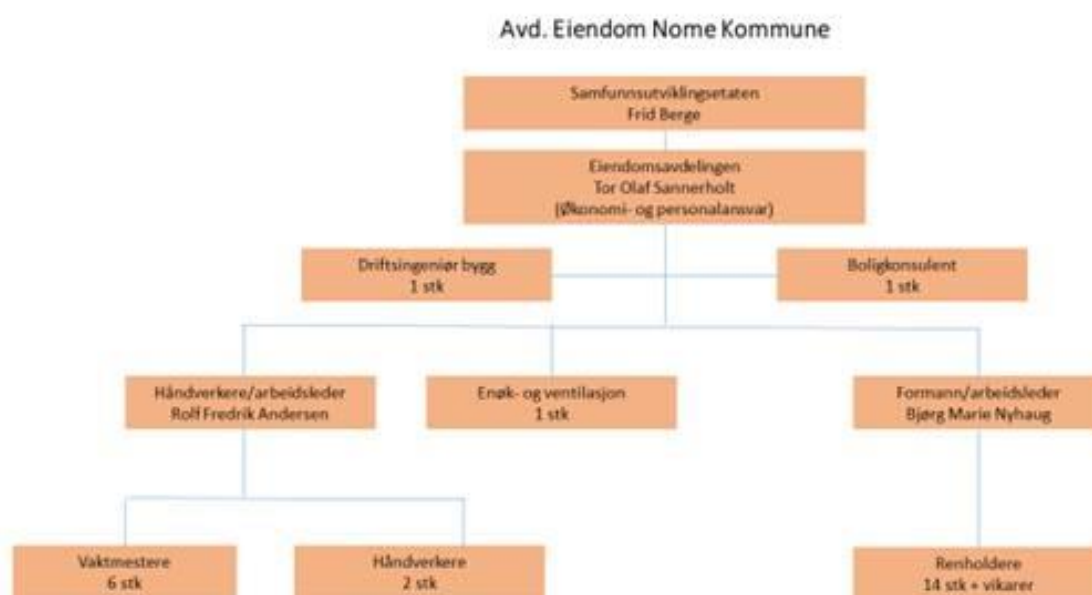 Avd. Eiendom Nome Kommune
Samfunnsutviklingsetaten
Frid Berge
Eiendomsavdelingen
Tor Olaf Sannerholt
(Økonomi- og personalansvar)
Driftsingeniør bygg
1 stk
Boligkonsulent
1 stk
Håndverkere/arbeidsleder
Rolf Fredrik Andersen
Enøk- og ventilasjon
1 stk
Formann/arbeidsleder
Bjørg Marie Nyhaug
Vaktmestere
6 stk
Håndverkere
2 stk
Renholdere
14 stk + vikarer